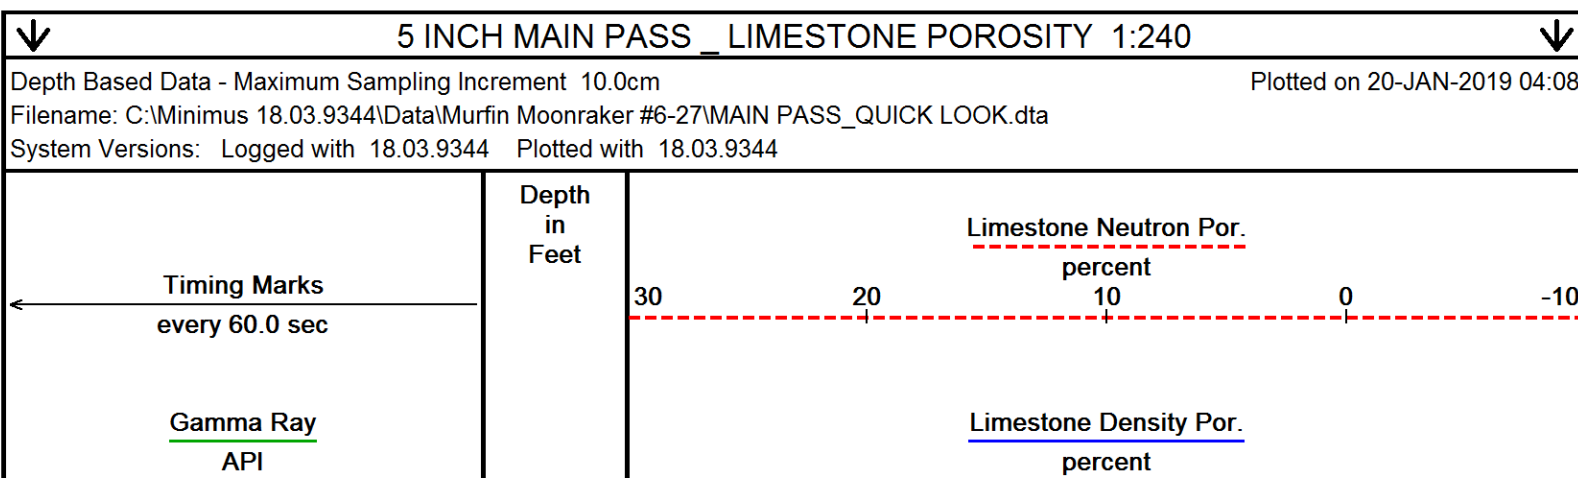 5 INCH MAIN PASS _ LIMESTONE POROSITY 1:240
Depth Based Data - Maximum Sampling Increment 10.0cm
Plotted on 20-JAN-2019 04:08
Filename: C:\Minimus 18.03.9344\Data\Murfin Moonraker #6-27\MAIN PASS_QUICK LOOK.dta
System Versions: Logged with 18.03.9344 Plotted with 18.03.9344
Timing Marks
every 60.0 sec
Gamma Ray
API
Depth
in
Feet
Limestone Neutron Por.
percent
30 20 10 0 -10
Limestone Density Por.
percent